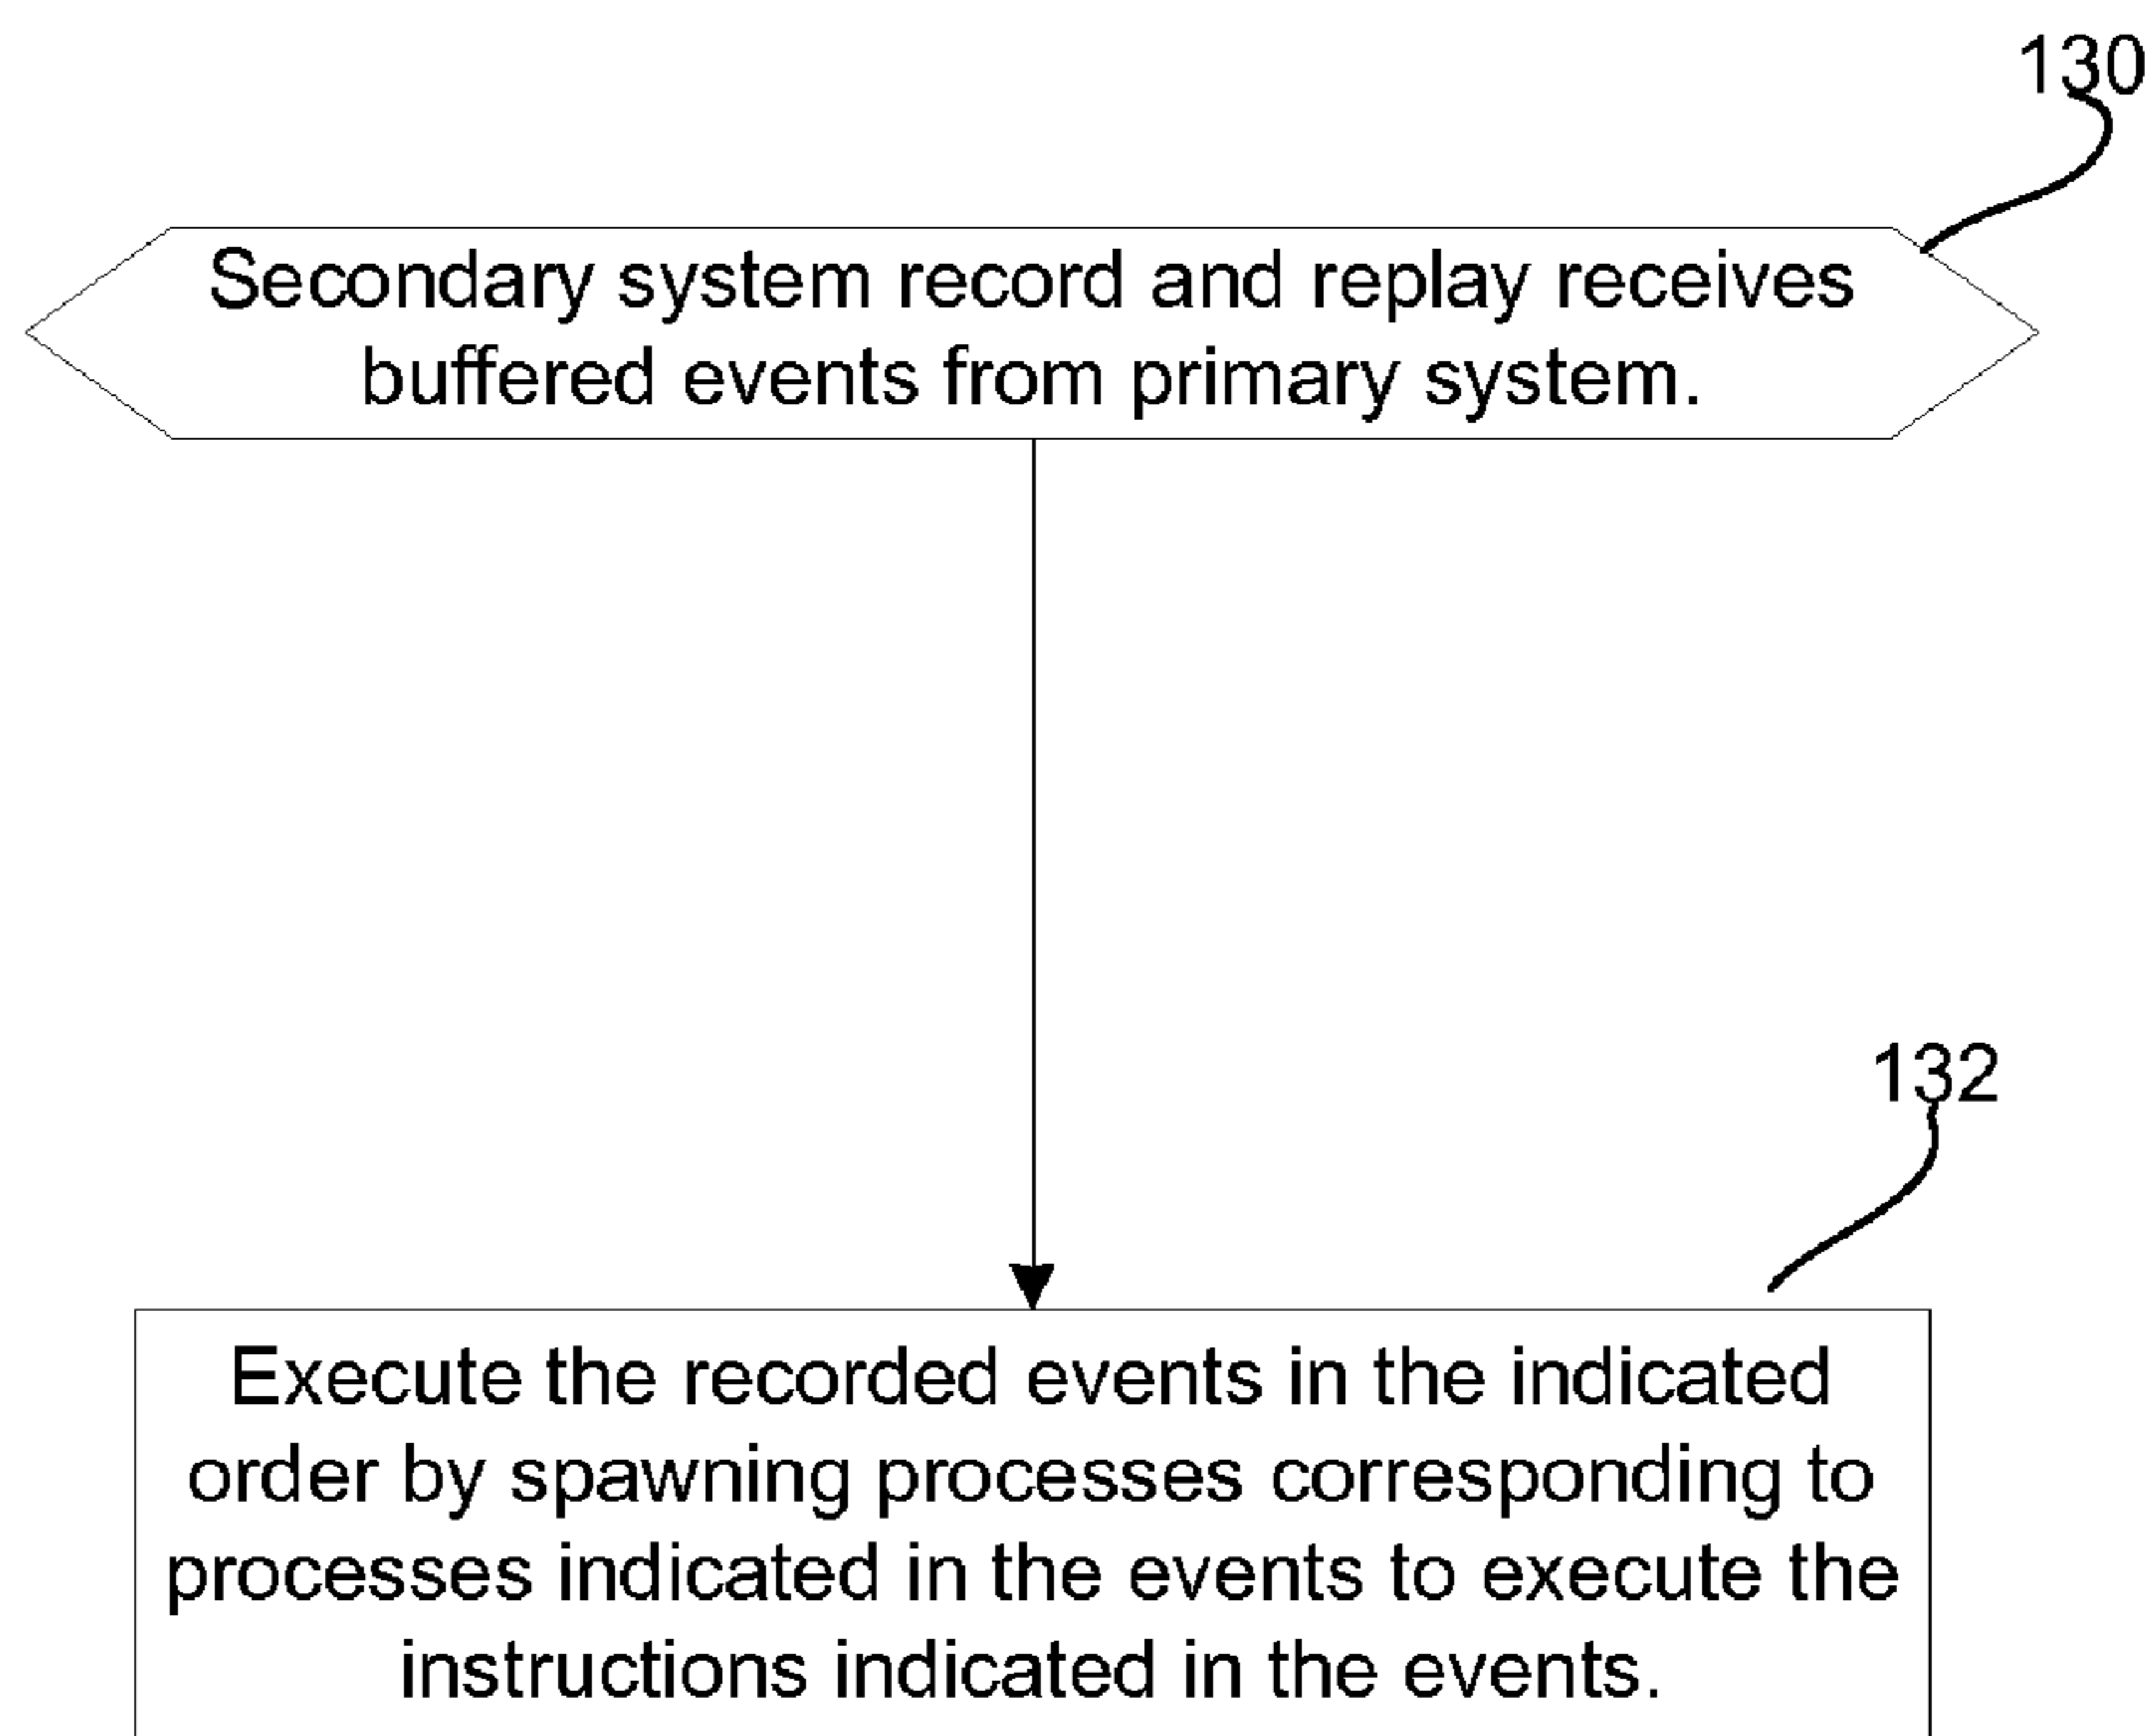 130
Secondary system record and replay receives
buffered events from primary system.
132
Execute the recorded events in the indicated
order by spawning processes corresponding to
processes indicated in the events to execute the
instructions indicated in the events.